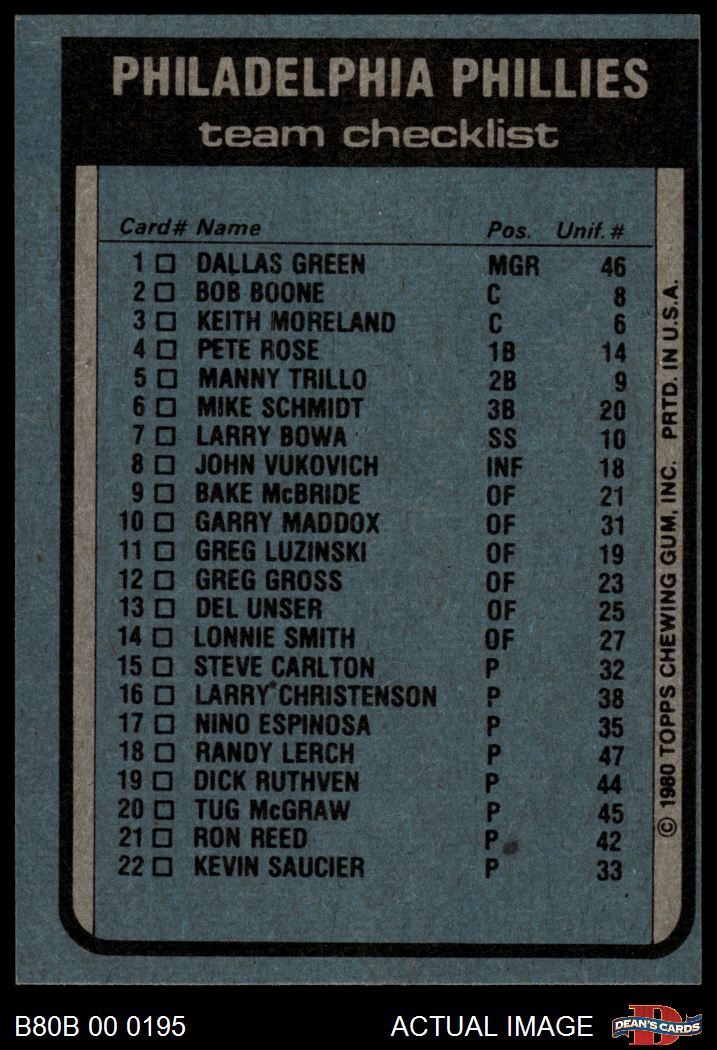 PHILADELPHIA PHILLIES
team checklist
Card# Name Pos. Unif. #
1 □ DALLAS GREEN MGR 46
2 □ BOB BOONE C 8
3 □ KEITH MORELAND C 6
4 □ PETE ROSE 1B 14
5 □ MANNY TRILLO 2B 9
6 □ MIKE SCHMIDT 3B 20
7 □ LARRY BOWA SS 10
8 □ JOHN VUKOVICH INF 18
9 □ BAKE McBRIDE OF 21
10 □ GARRY MADDOX OF 31
11 □ GREG LUZINSKI OF 19
12 □ GREG GROSS OF 23
13 □ DEL UNSER OF 25
14 □ LONNIE SMITH OF 27
15 □ STEVE CARLTON P 32
16 □ LARRY CHRISTENSON P 38
17 □ NINO ESPINOSA P 35
18 □ RANDY LERCH P 47
19 □ DICK RUTHVEN P 44
20 □ TUG McGRAW P 45
21 □ RON REED P 42
22 □ KEVIN SAUCIER P 33
© 1980 TOPPS CHEWING GUM, INC. PRTD. IN U.S.A.
B80B 00 0195 ACTUAL IMAGE
D
DEAN'S CARDS